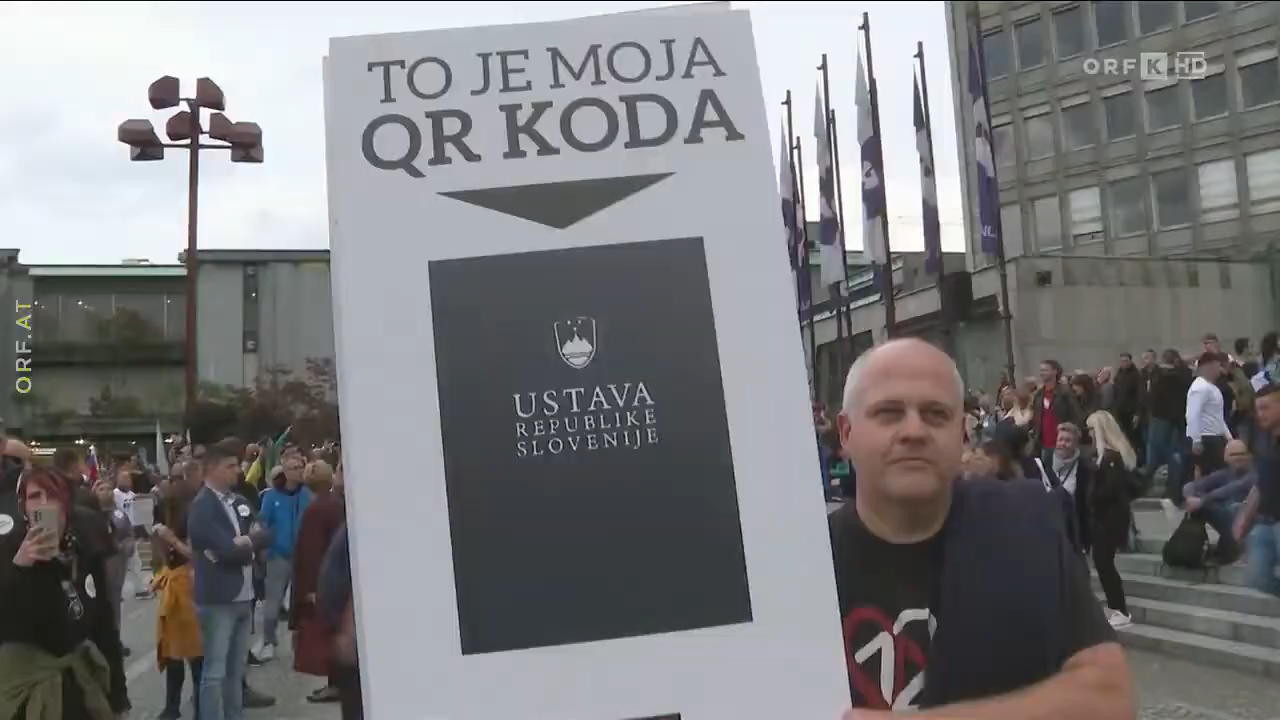 TO JE MOJA
QR KODA
USTAVA
REPUBLIKE
SLOVENIJE
ORF K HD
ORF.AT